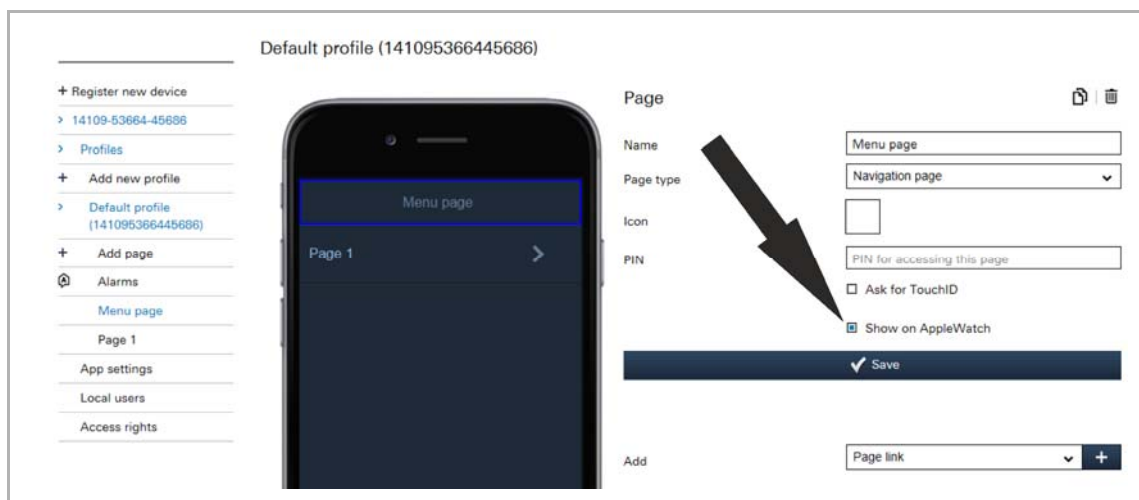 Default profile (141095366445686)
+ Register new device
> 14109-53664-45686
> Profiles
+ Add new profile
> Default profile
(141095366445686)
+ Add page
Alarms
Menu page
Page 1
App settings
Local users
Access rights
Menu page
Page 1
Page
Name
Menu page
Page type
Navigation page
Icon
PIN
PIN for accessing this page
Ask for TouchID
Show on AppleWatch
Save
Add
Page link
+